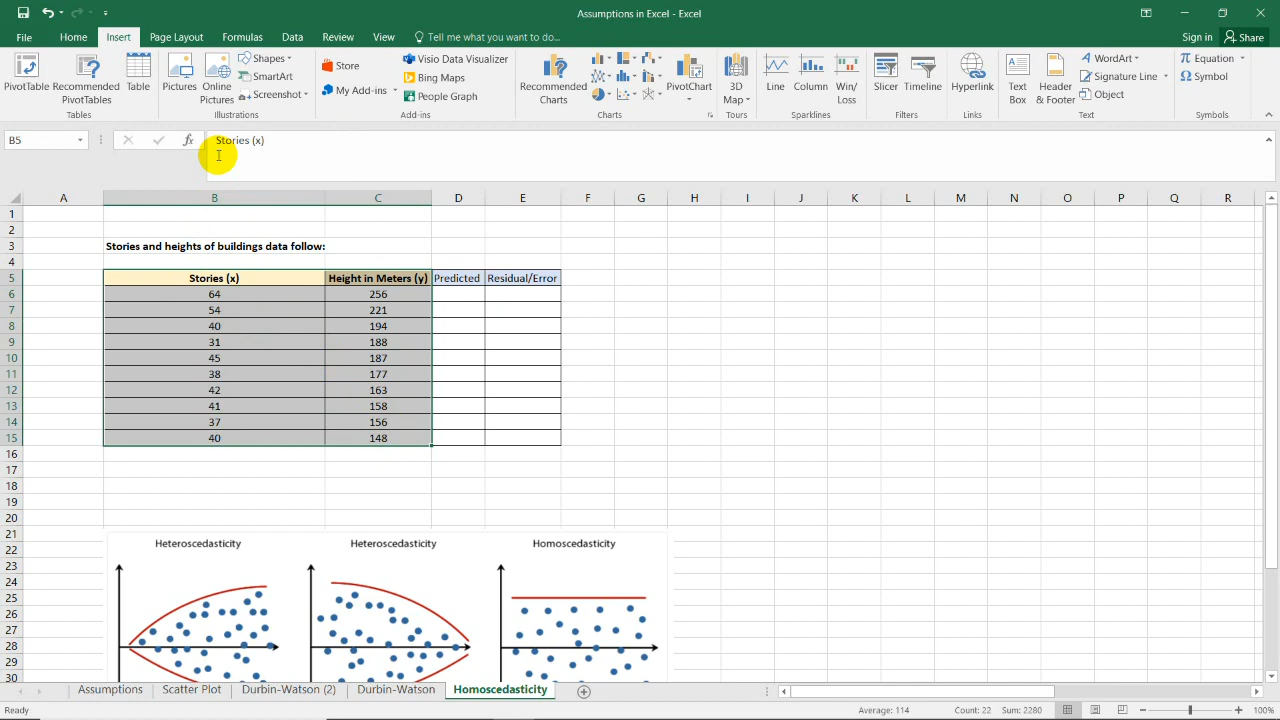 Assumptions in Excel - Excel
File Home Insert Page Layout Formulas Data Review View Tell me what you want to do... Sign in Share
PivotTable Recommended PivotTables Table Pictures Online Pictures Shapes SmartArt Screenshot Store My Add-ins Visio Data Visualizer Bing Maps People Graph Recommended Charts PivotChart 3D Map Line Column Win/Loss Slicer Timeline Hyperlink Text Box Header & Footer WordArt Signature Line Object Equation Symbol
Tables Illustrations Add-ins Charts Tours Sparklines Filters Links Text Symbols
B5 fx Stories (x)
A B C D E F G H I J K L M N O P Q R
1
2
3 Stories and heights of buildings data follow:
4
5 Stories (x) Height in Meters (y) Predicted Residual/Error
6 64 256
7 54 221
8 40 194
9 31 188
10 45 187
11 38 177
12 42 163
13 41 158
14 37 156
15 40 148
16
17
18
19
20
21
22 Heteroscedasticity Heteroscedasticity Homoscedasticity
23
24
25
26
27
28
29
30
Assumptions Scatter Plot Durbin-Watson (2) Durbin-Watson Homoscedasticity
Ready Average: 114 Count: 22 Sum: 2280 100%